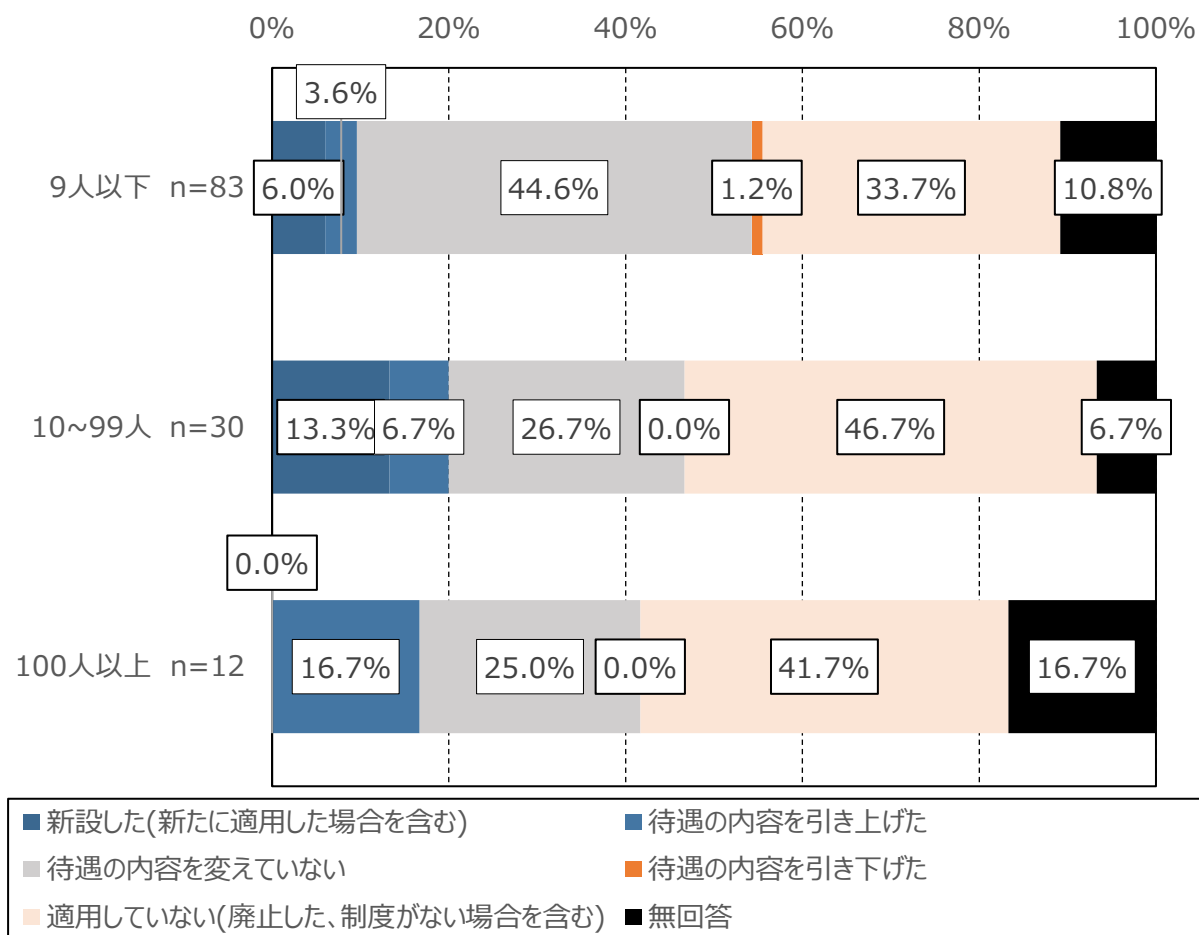 0% 20% 40% 60% 80% 100%
3.6%
9人以下 n=83 6.0% 44.6% 1.2% 33.7% 10.8%
10~99人 n=30 13.3% 6.7% 26.7% 0.0% 46.7% 6.7%
0.0%
100人以上 n=12 16.7% 25.0% 0.0% 41.7% 16.7%
新設した(新たに適用した場合を含む) 待遇の内容を引き上げた
待遇の内容を変えていない 待遇の内容を引き下げた
適用していない(廃止した、制度がない場合を含む) 無回答